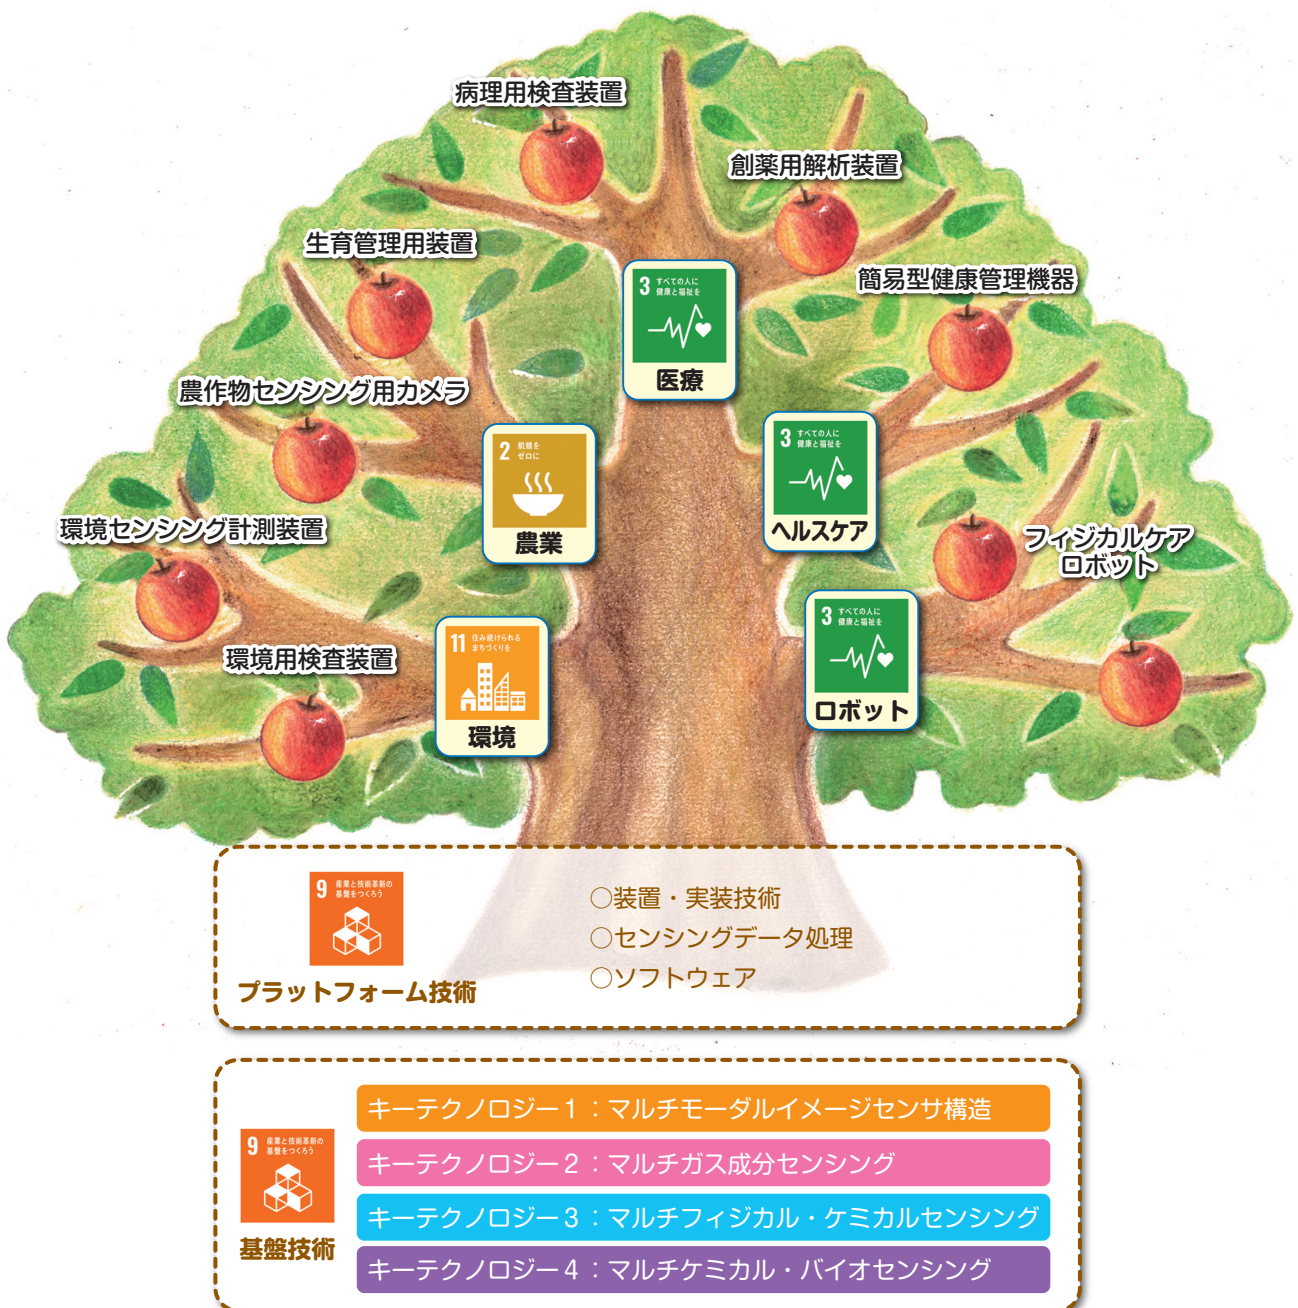 病理用検査装置
創薬用解析装置
生育管理用装置
簡易型健康管理機器
3 すべての人に
健康と福祉を
医療
農作物センシング用カメラ
2 飢餓を
ゼロに
農業
3 すべての人に
健康と福祉を
ヘルスケア
環境センシング計測装置
フィジカルケア
ロボット
3 すべての人に
健康と福祉を
ロボット
環境用検査装置
11 住み続けられる
まちづくりを
環境
9 産業と技術革新の
基盤をつくろう
プラットフォーム技術
○装置・実装技術
○センシングデータ処理
○ソフトウェア
9 産業と技術革新の
基盤をつくろう
基盤技術
キーテクノロジー1:マルチモーダルイメージセンサ構造
キーテクノロジー2:マルチガス成分センシング
キーテクノロジー3:マルチフィジカル・ケミカルセンシング
キーテクノロジー4:マルチケミカル・バイオセンシング